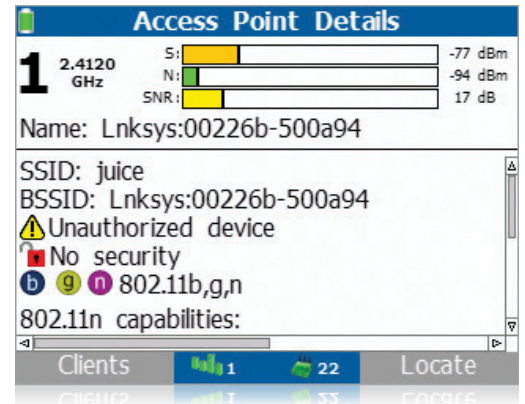 Access Point Details
1 2.4120 GHz
S: -77 dBm
N: -94 dBm
SNR: 17 dB
Name: Lnksys:00226b-500a94
SSID: juice
BSSID: Lnksys:00226b-500a94
Unauthorized device
No security
b g n 802.11b,g,n
802.11n capabilities:
Clients 1 22 Locate